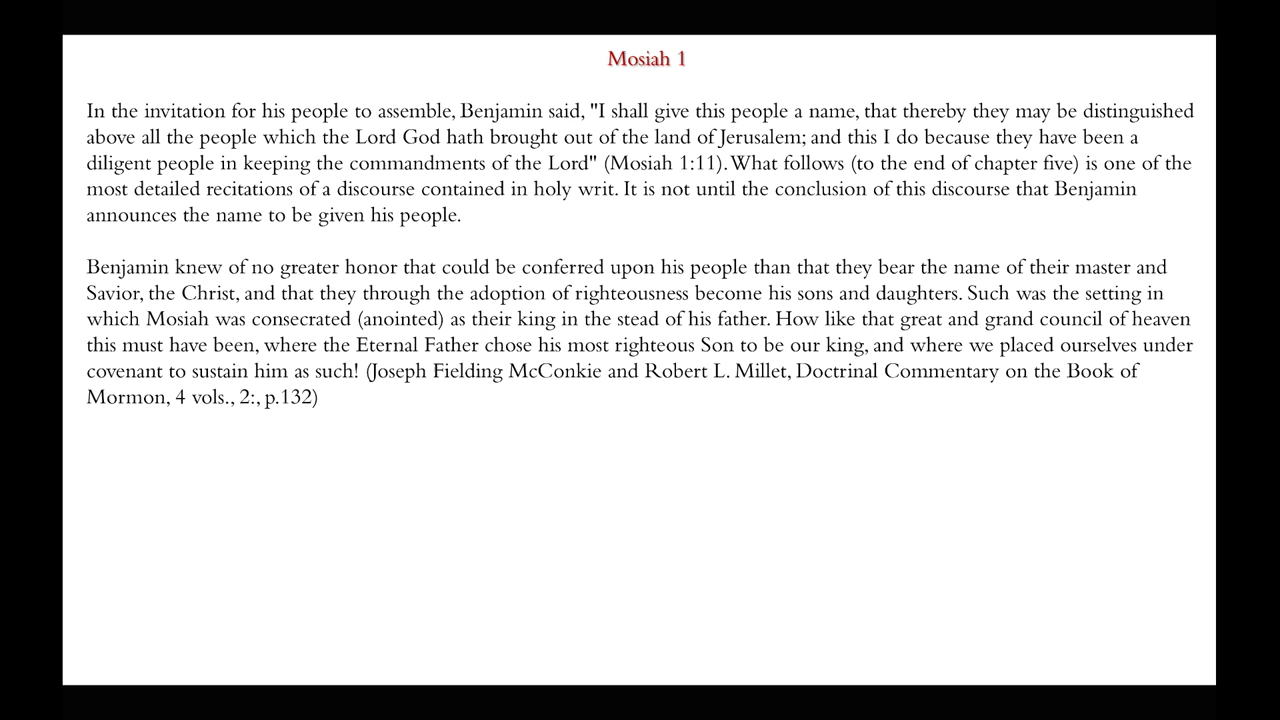 Mosiah 1
In the invitation for his people to assemble, Benjamin said, "I shall give this people a name, that thereby they may be distinguished
above all the people which the Lord God hath brought out of the land of Jerusalem; and this I do because they have been a
diligent people in keeping the commandments of the Lord" (Mosiah 1:11). What follows (to the end of chapter five) is one of the
most detailed recitations of a discourse contained in holy writ. It is not until the conclusion of this discourse that Benjamin
announces the name to be given his people.
Benjamin knew of no greater honor that could be conferred upon his people than that they bear the name of their master and
Savior, the Christ, and that they through the adoption of righteousness become his sons and daughters. Such was the setting in
which Mosiah was consecrated (anointed) as their king in the stead of his father. How like that great and grand council of heaven
this must have been, where the Eternal Father chose his most righteous Son to be our king, and where we placed ourselves under
covenant to sustain him as such! (Joseph Fielding McConkie and Robert L. Millet, Doctrinal Commentary on the Book of
Mormon, 4 vols., 2:, p.132)